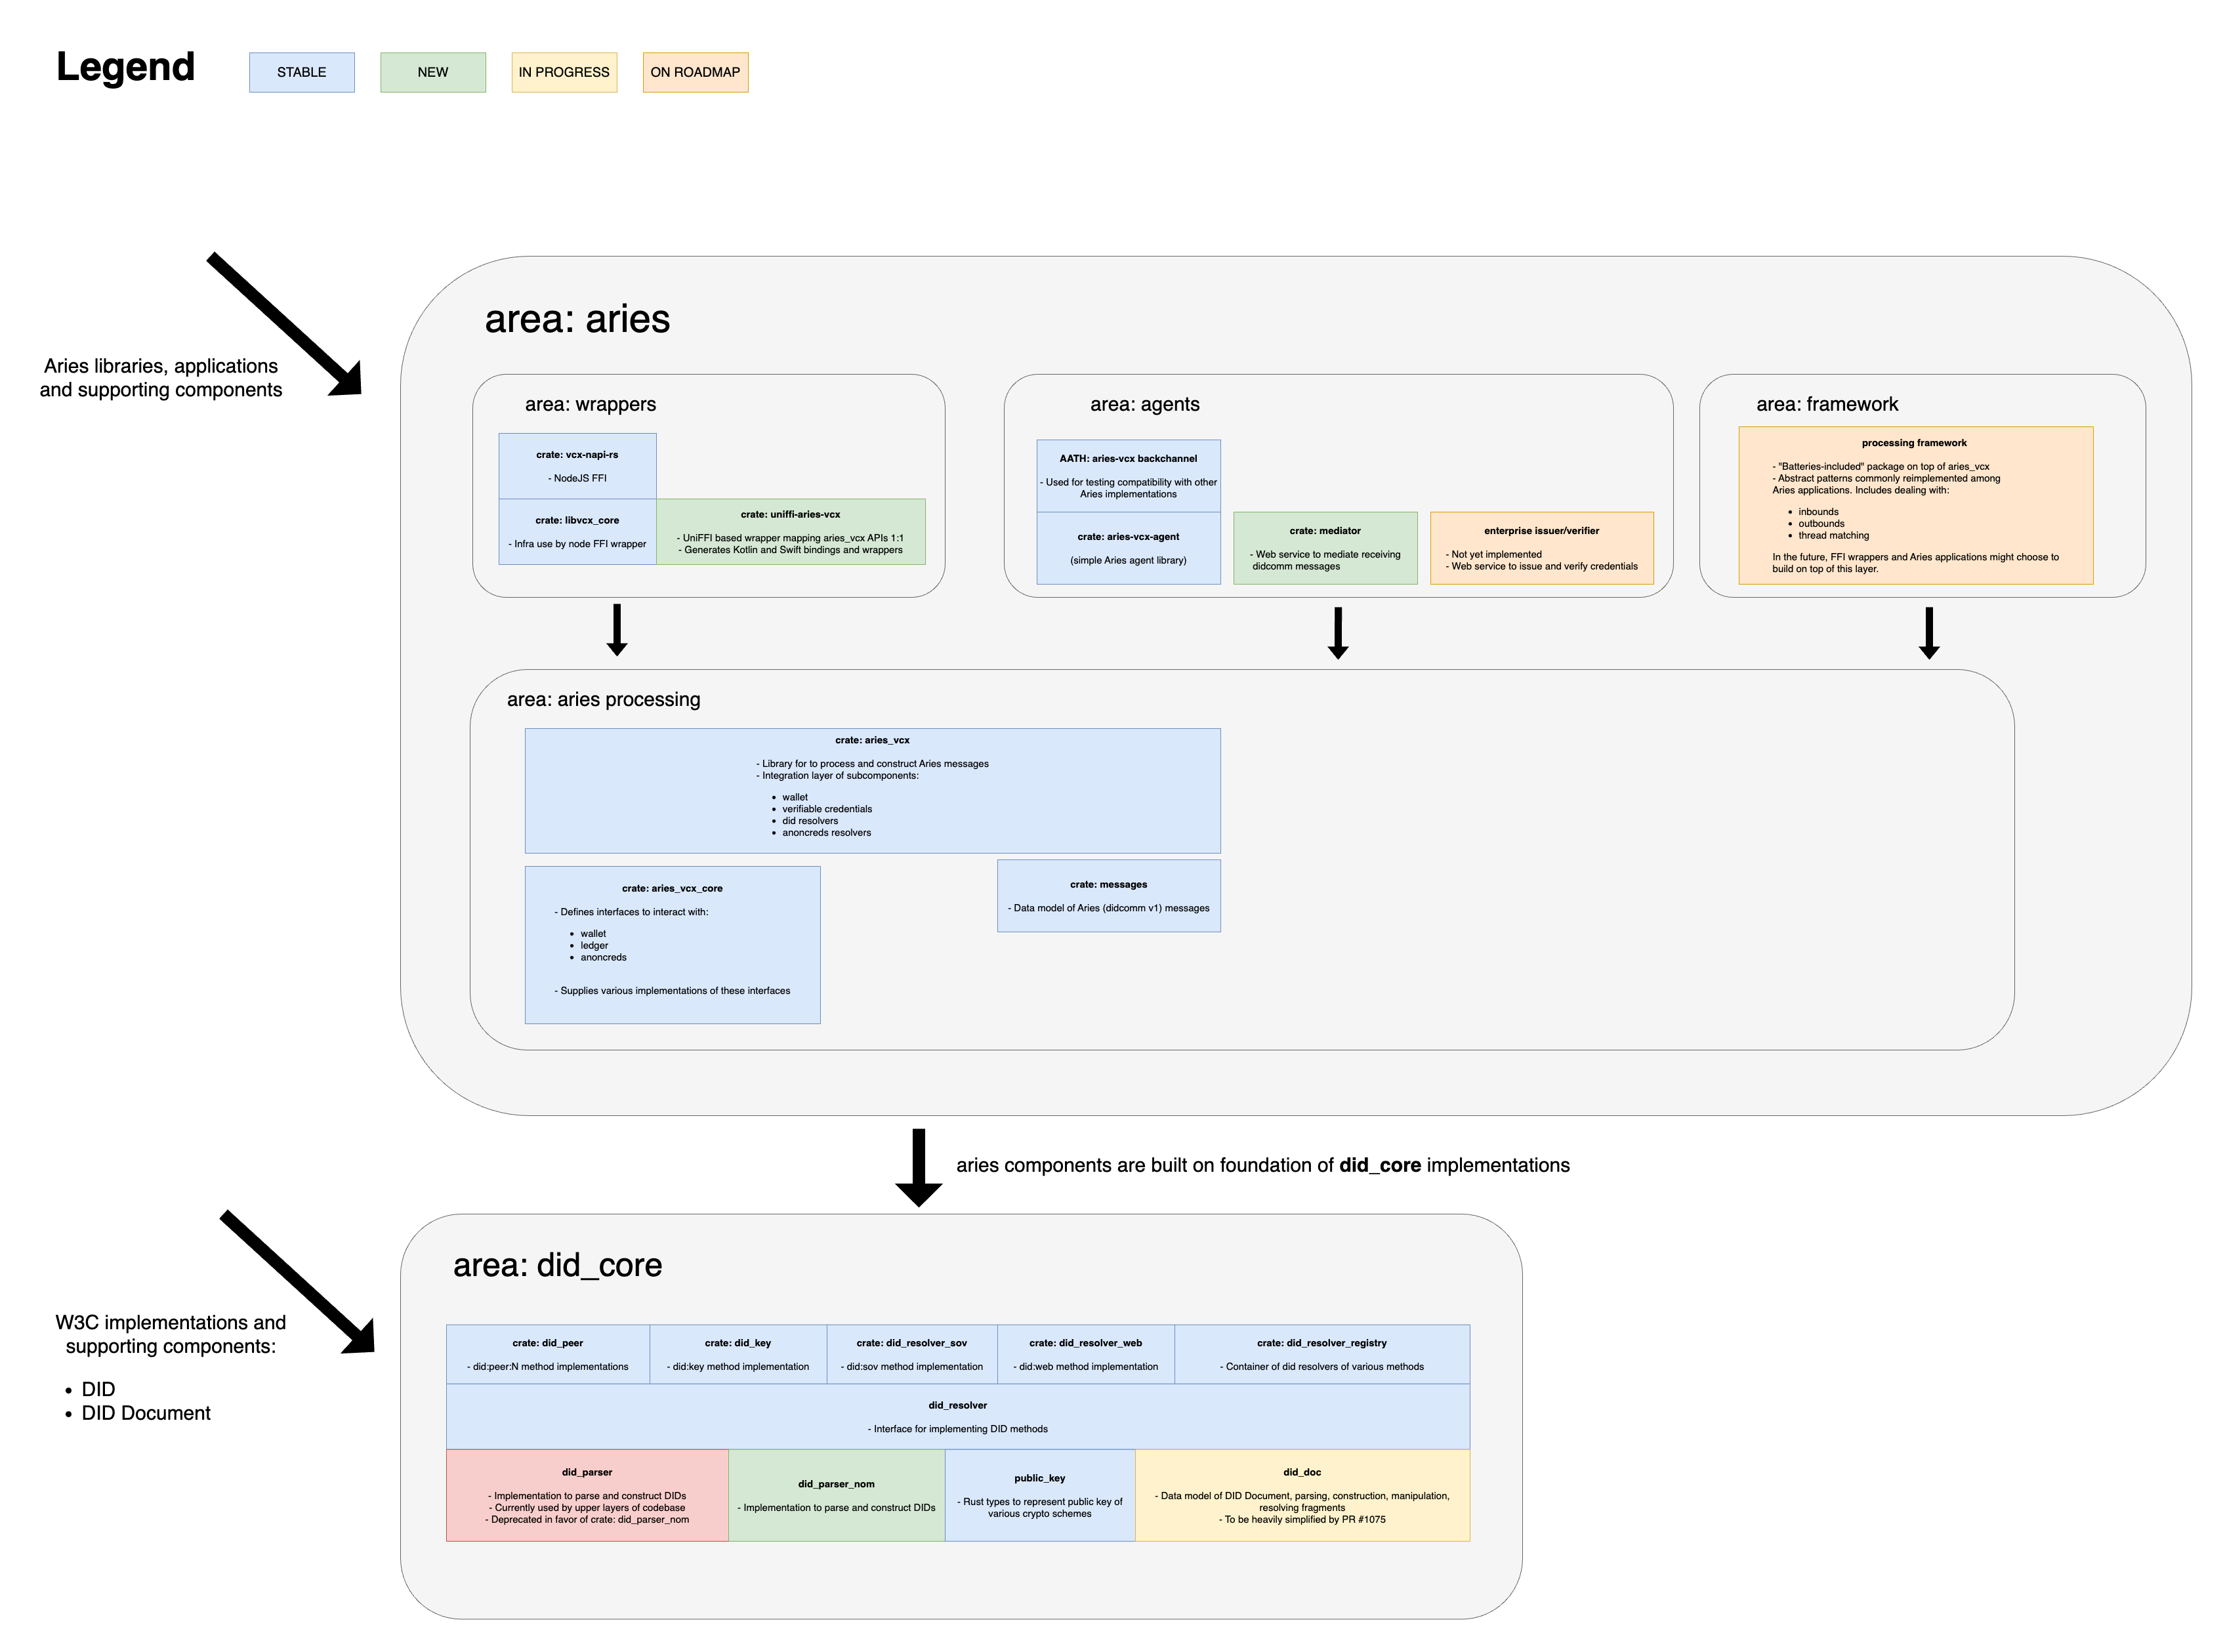 Legend
STABLE
NEW
IN PROGRESS
ON ROADMAP
Aries libraries, applications
and supporting components
area: aries
area: wrappers
crate: vcx-napi-rs
- NodeJS FFI
crate: libvcx_core
- Infra use by node FFI wrapper
crate: uniffi-aries-vcx
- UniFFI based wrapper mapping aries_vcx APIs 1:1
- Generates Kotlin and Swift bindings and wrappers
area: agents
AATH: aries-vcx backchannel
- Used for testing compatibility with other
Aries implementations
crate: aries-vcx-agent
(simple Aries agent library)
crate: mediator
- Web service to mediate receiving
didcomm messages
enterprise issuer/verifier
- Not yet implemented
- Web service to issue and verify credentials
area: framework
processing framework
- "Batteries-included" package on top of aries_vcx
- Abstract patterns commonly reimplemented among
Aries applications. Includes dealing with:
• inbounds
• outbounds
• thread matching
In the future, FFI wrappers and Aries applications might choose to
build on top of this layer.
area: aries processing
crate: aries_vcx
- Library for to process and construct Aries messages
- Integration layer of subcomponents:
• wallet
• verifiable credentials
• did resolvers
• anoncreds resolvers
crate: aries_vcx_core
- Defines interfaces to interact with:
• wallet
• ledger
• anoncreds
- Supplies various implementations of these interfaces
crate: messages
- Data model of Aries (didcomm v1) messages
aries components are built on foundation of did_core implementations
W3C implementations and
supporting components:
• DID
• DID Document
area: did_core
crate: did_peer
- did:peer:N method implementations
crate: did_key
- did:key method implementation
crate: did_resolver_sov
- did:sov method implementation
crate: did_resolver_web
- did:web method implementation
crate: did_resolver_registry
- Container of did resolvers of various methods
did_resolver
- Interface for implementing DID methods
did_parser
- Implementation to parse and construct DIDs
- Currently used by upper layers of codebase
- Deprecated in favor of crate: did_parser_nom
did_parser_nom
- Implementation to parse and construct DIDs
public_key
- Rust types to represent public key of
various crypto schemes
did_doc
- Data model of DID Document, parsing, construction, manipulation,
resolving fragments
- To be heavily simplified by PR #1075